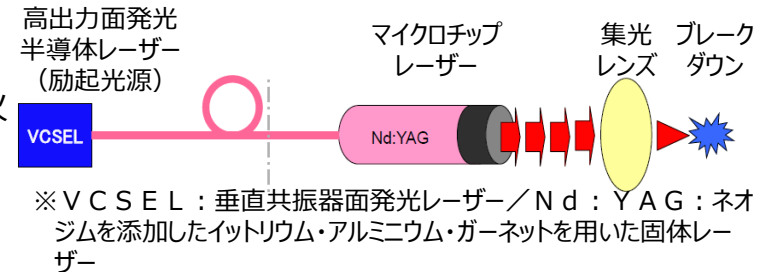 高出力面発光
半導体レーザー
(励起光源)
マイクロチップ
レーザー
集光
レンズ
ブレーク
ダウン
VCSEL
Nd:YAG
※VCSEL:垂直共振器面発光レーザー/Nd:YAG:ネオ
ジムを添加したイットリウム・アルミニウム・ガーネットを用いた固体レー
ザー